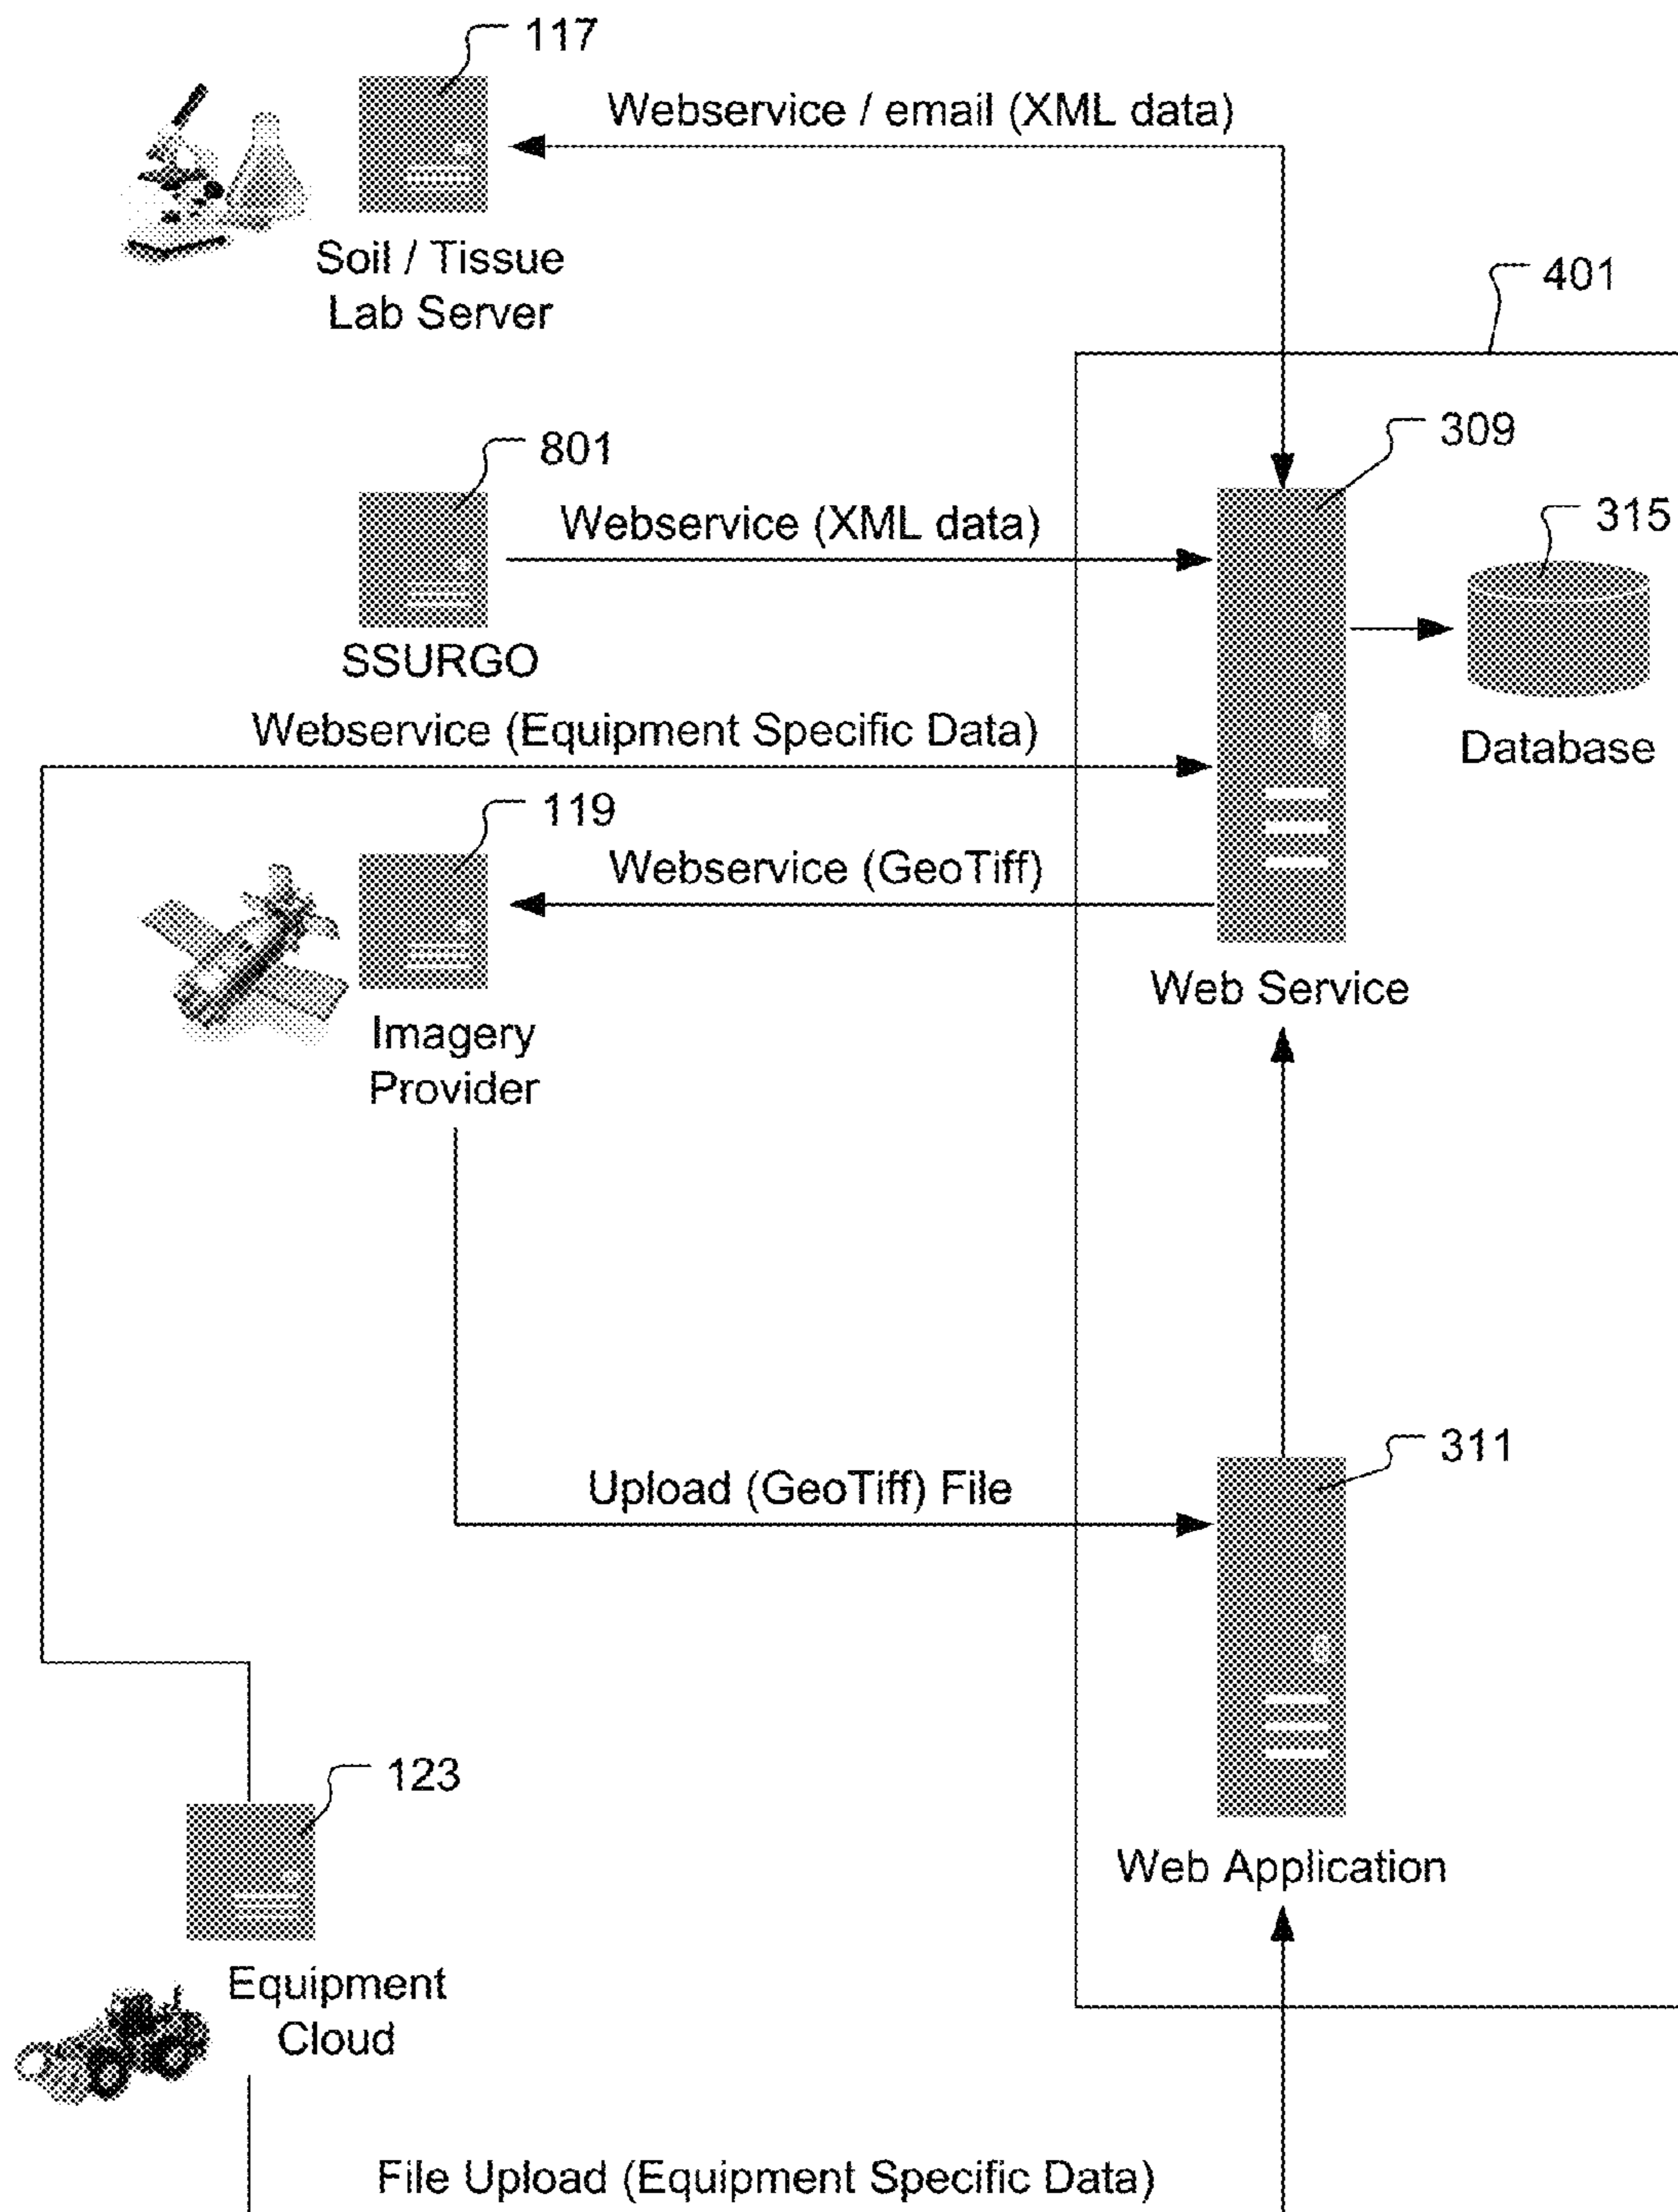 117
Webservice / email (XML data)
Soil / Tissue
Lab Server
401
309
801
315
Webservice (XML data)
SSURGO
Webservice (Equipment Specific Data)
Database
119
Webservice (GeoTiff)
Web Service
Imagery
Provider
311
Upload (GeoTiff) File
123
Web Application
Equipment
Cloud
File Upload (Equipment Specific Data)